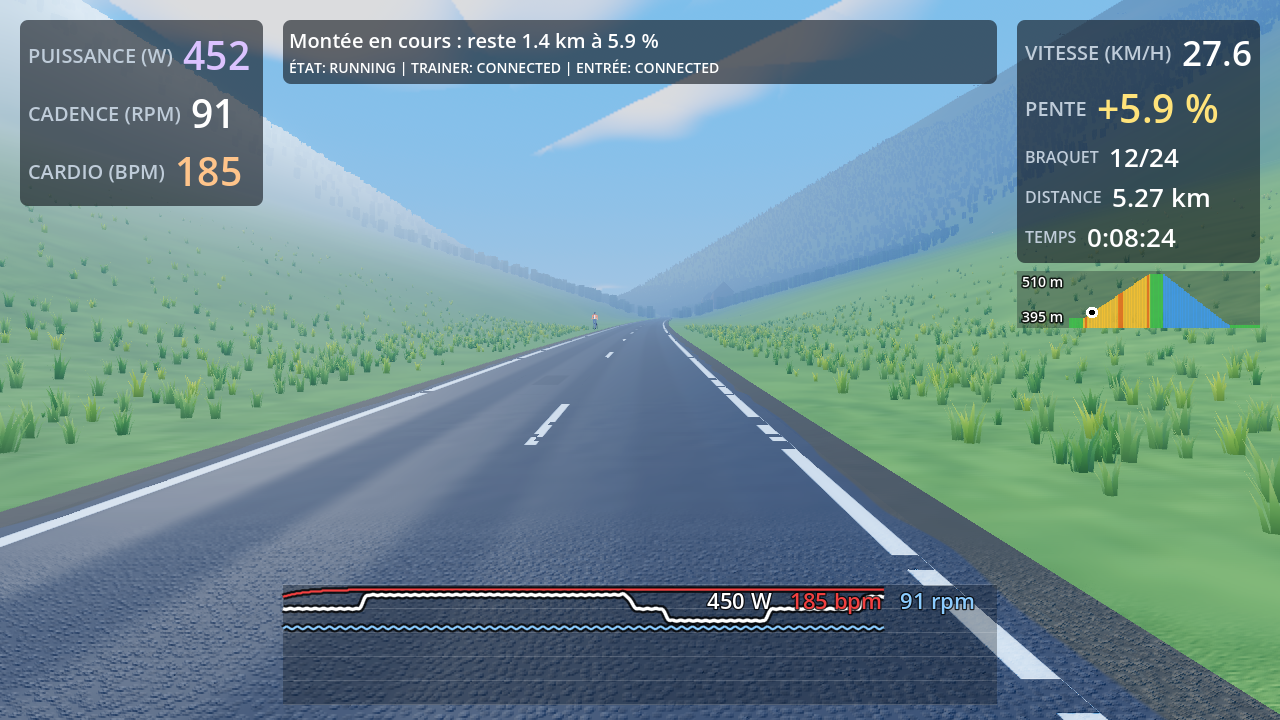 PUISSANCE (W) 452
CADENCE (RPM) 91
CARDIO (BPM) 185
Montée en cours : reste 1.4 km à 5.9 %
ÉTAT: RUNNING | TRAINER: CONNECTED | ENTRÉE: CONNECTED
VITESSE (KM/H) 27.6
PENTE +5.9 %
BRAQUET 12/24
DISTANCE 5.27 km
TEMPS 0:08:24
510 m
395 m
450 W 185 bpm 91 rpm